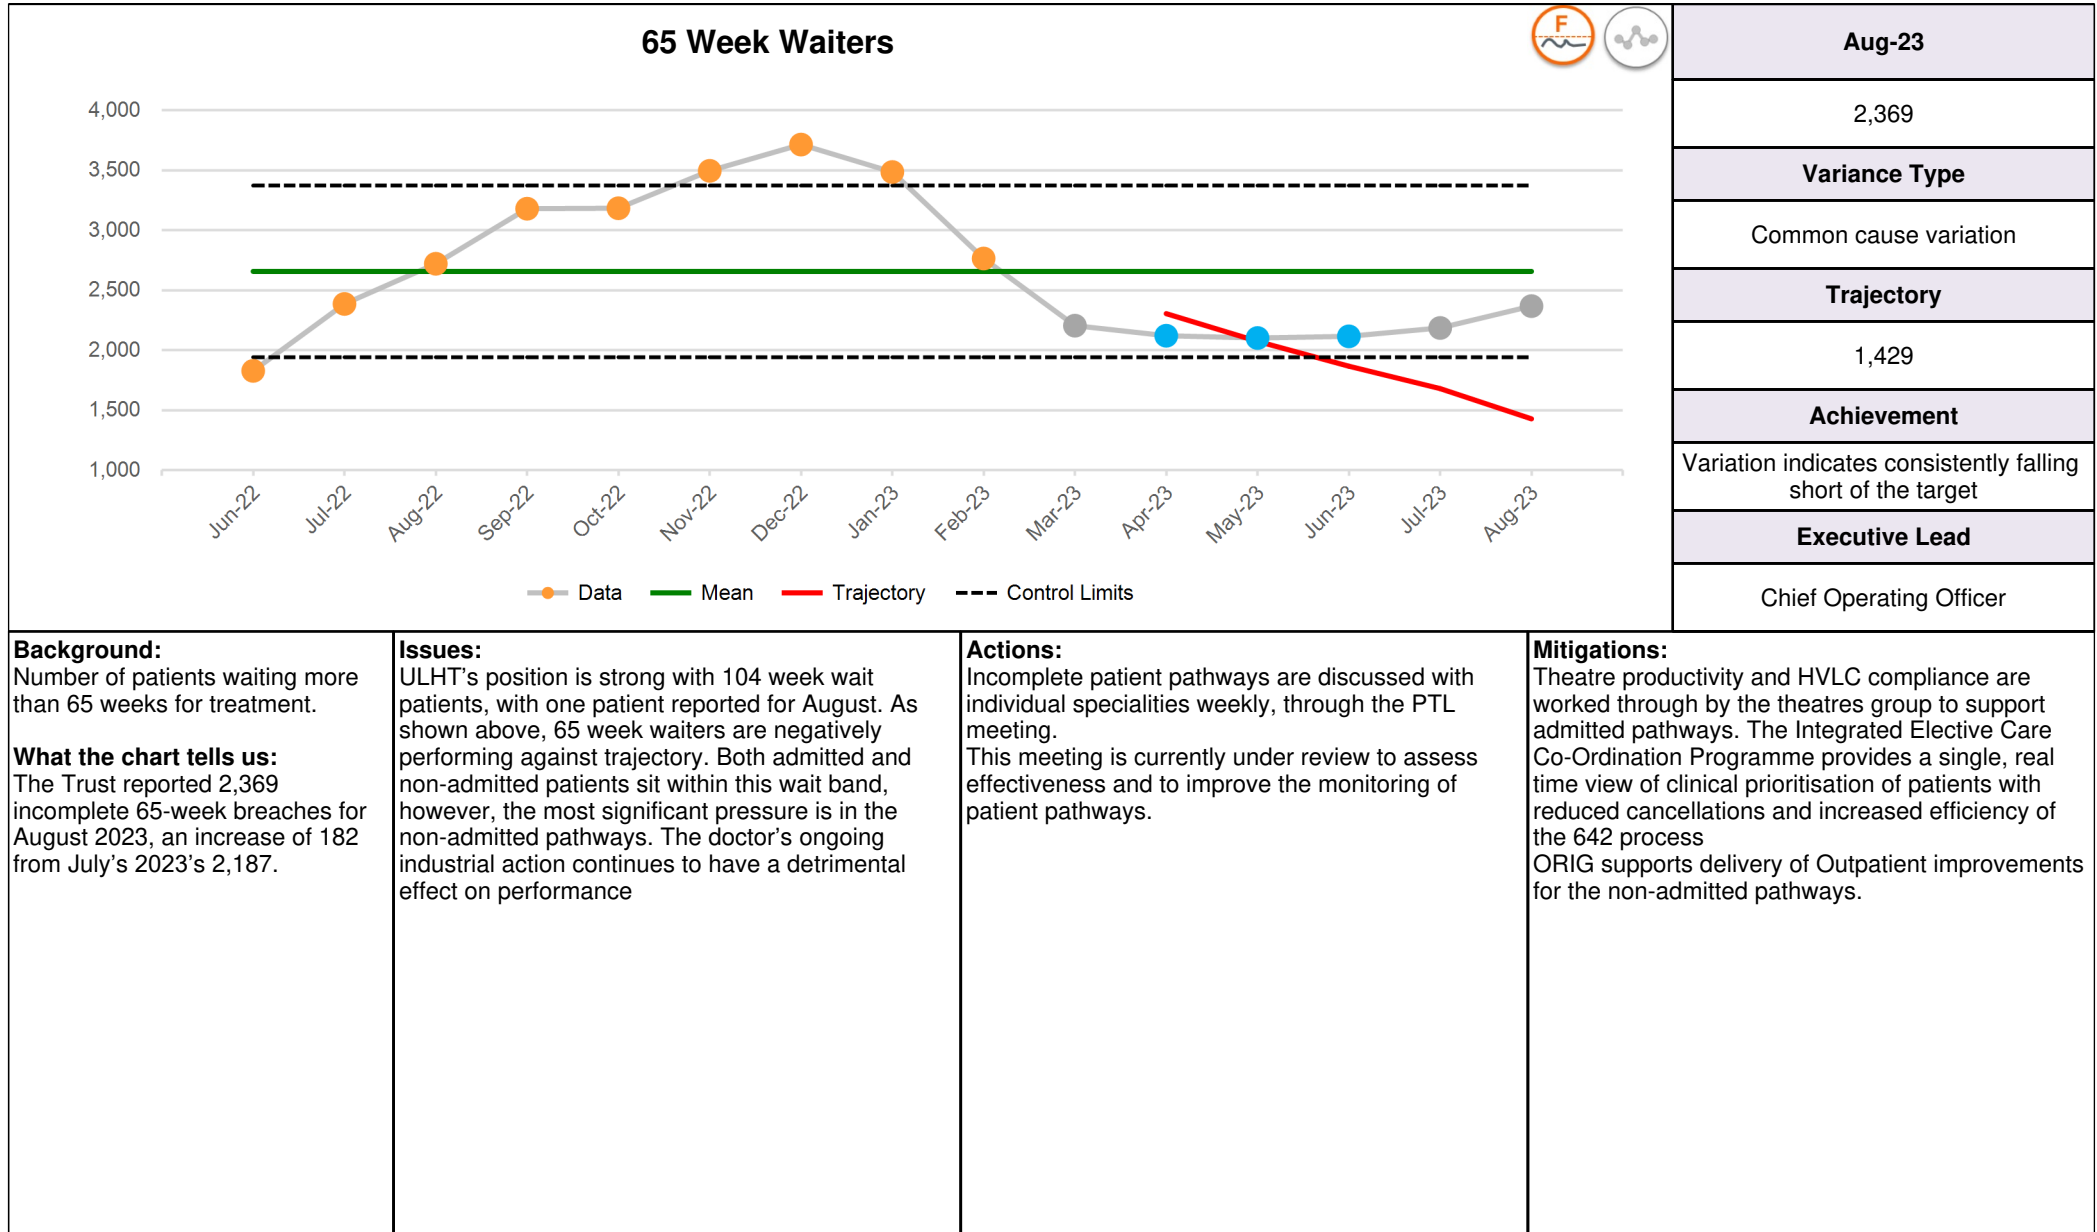 65 Week Waiters
F
4,000
3,500
3,000
2,500
2,000
1,500
1,000
Jun-22
Jul-22
Aug-22
Sep-22
Oct-22
Nov-22
Dec-22
Jan-23
Feb-23
Mar-23
Apr-23
May-23
Jun-23
Jul-23
Aug-23
Data
Mean
Trajectory
Control Limits
Aug-23
2,369
Variance Type
Common cause variation
Trajectory
1,429
Achievement
Variation indicates consistently falling
short of the target
Executive Lead
Chief Operating Officer
Background:
Number of patients waiting more
than 65 weeks for treatment.
What the chart tells us:
The Trust reported 2,369
incomplete 65-week breaches for
August 2023, an increase of 182
from July’s 2023’s 2,187.
Issues:
ULHT’s position is strong with 104 week wait
patients, with one patient reported for August. As
shown above, 65 week waiters are negatively
performing against trajectory. Both admitted and
non-admitted patients sit within this wait band,
however, the most significant pressure is in the
non-admitted pathways. The doctor’s ongoing
industrial action continues to have a detrimental
effect on performance
Actions:
Incomplete patient pathways are discussed with
individual specialities weekly, through the PTL
meeting.
This meeting is currently under review to assess
effectiveness and to improve the monitoring of
patient pathways.
Mitigations:
Theatre productivity and HVLC compliance are
worked through by the theatres group to support
admitted pathways. The Integrated Elective Care
Co-Ordination Programme provides a single, real
time view of clinical prioritisation of patients with
reduced cancellations and increased efficiency of
the 642 process
ORIG supports delivery of Outpatient improvements
for the non-admitted pathways.